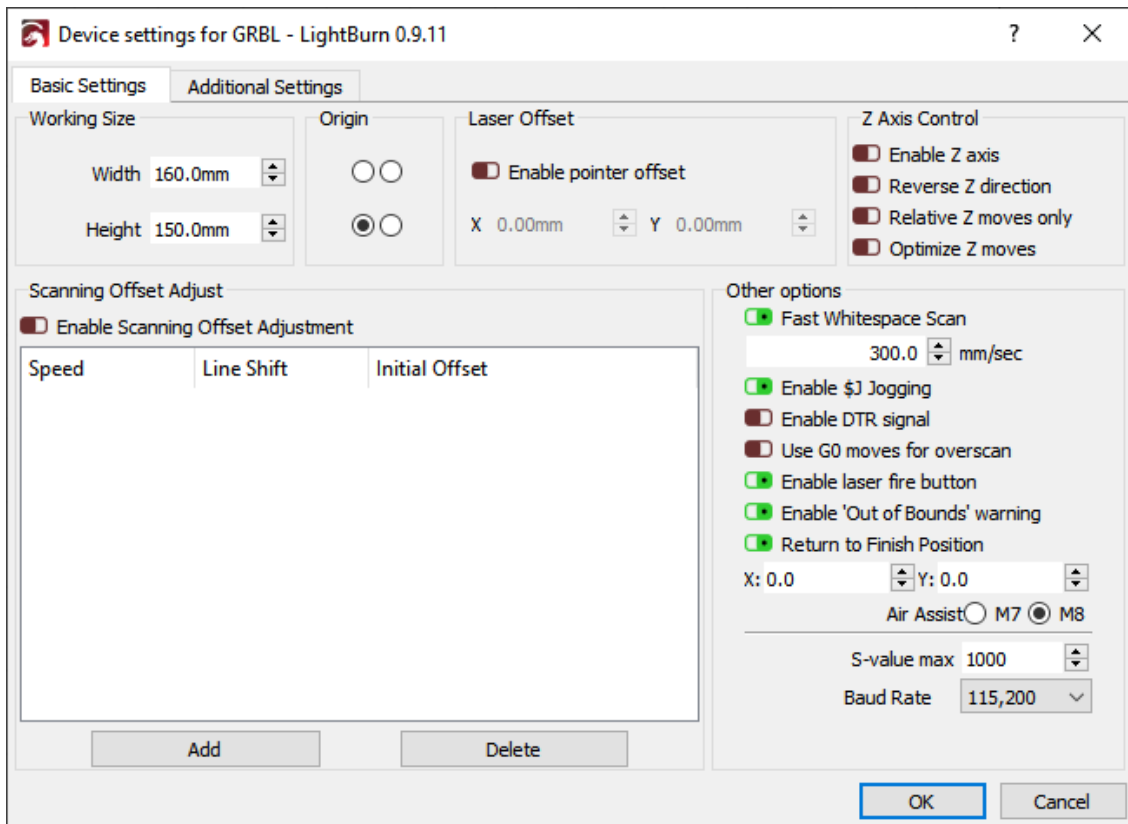 Device settings for GRBL - LightBurn 0.9.11
?
Basic Settings
Additional Settings
Working Size
Width 160.0mm
Height 150.0mm
Origin
Laser Offset
Enable pointer offset
X 0.00mm Y 0.00mm
Z Axis Control
Enable Z axis
Reverse Z direction
Relative Z moves only
Optimize Z moves
Scanning Offset Adjust
Enable Scanning Offset Adjustment
Speed Line Shift Initial Offset
Add
Delete
Other options
Fast Whitespace Scan
300.0 mm/sec
Enable $J Jogging
Enable DTR signal
Use G0 moves for overscan
Enable laser fire button
Enable 'Out of Bounds' warning
Return to Finish Position
X: 0.0 Y: 0.0
Air Assist M7 M8
S-value max 1000
Baud Rate 115,200
OK
Cancel